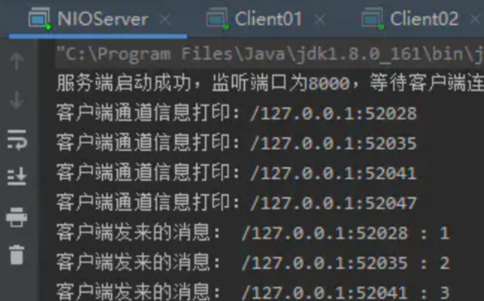 NIOServer Client01 Client02
"C:\Program Files\Java\jdk1.8.0_161\bin\j
服务端启动成功，监听端口为8000，等待客户端连
客户端通道信息打印：/127.0.0.1:52028
客户端通道信息打印：/127.0.0.1:52035
客户端通道信息打印：/127.0.0.1:52041
客户端通道信息打印：/127.0.0.1:52047
客户端发来的消息： /127.0.0.1:52028 : 1
客户端发来的消息： /127.0.0.1:52035 : 2
客户端发来的消息： /127.0.0.1:52041 : 3